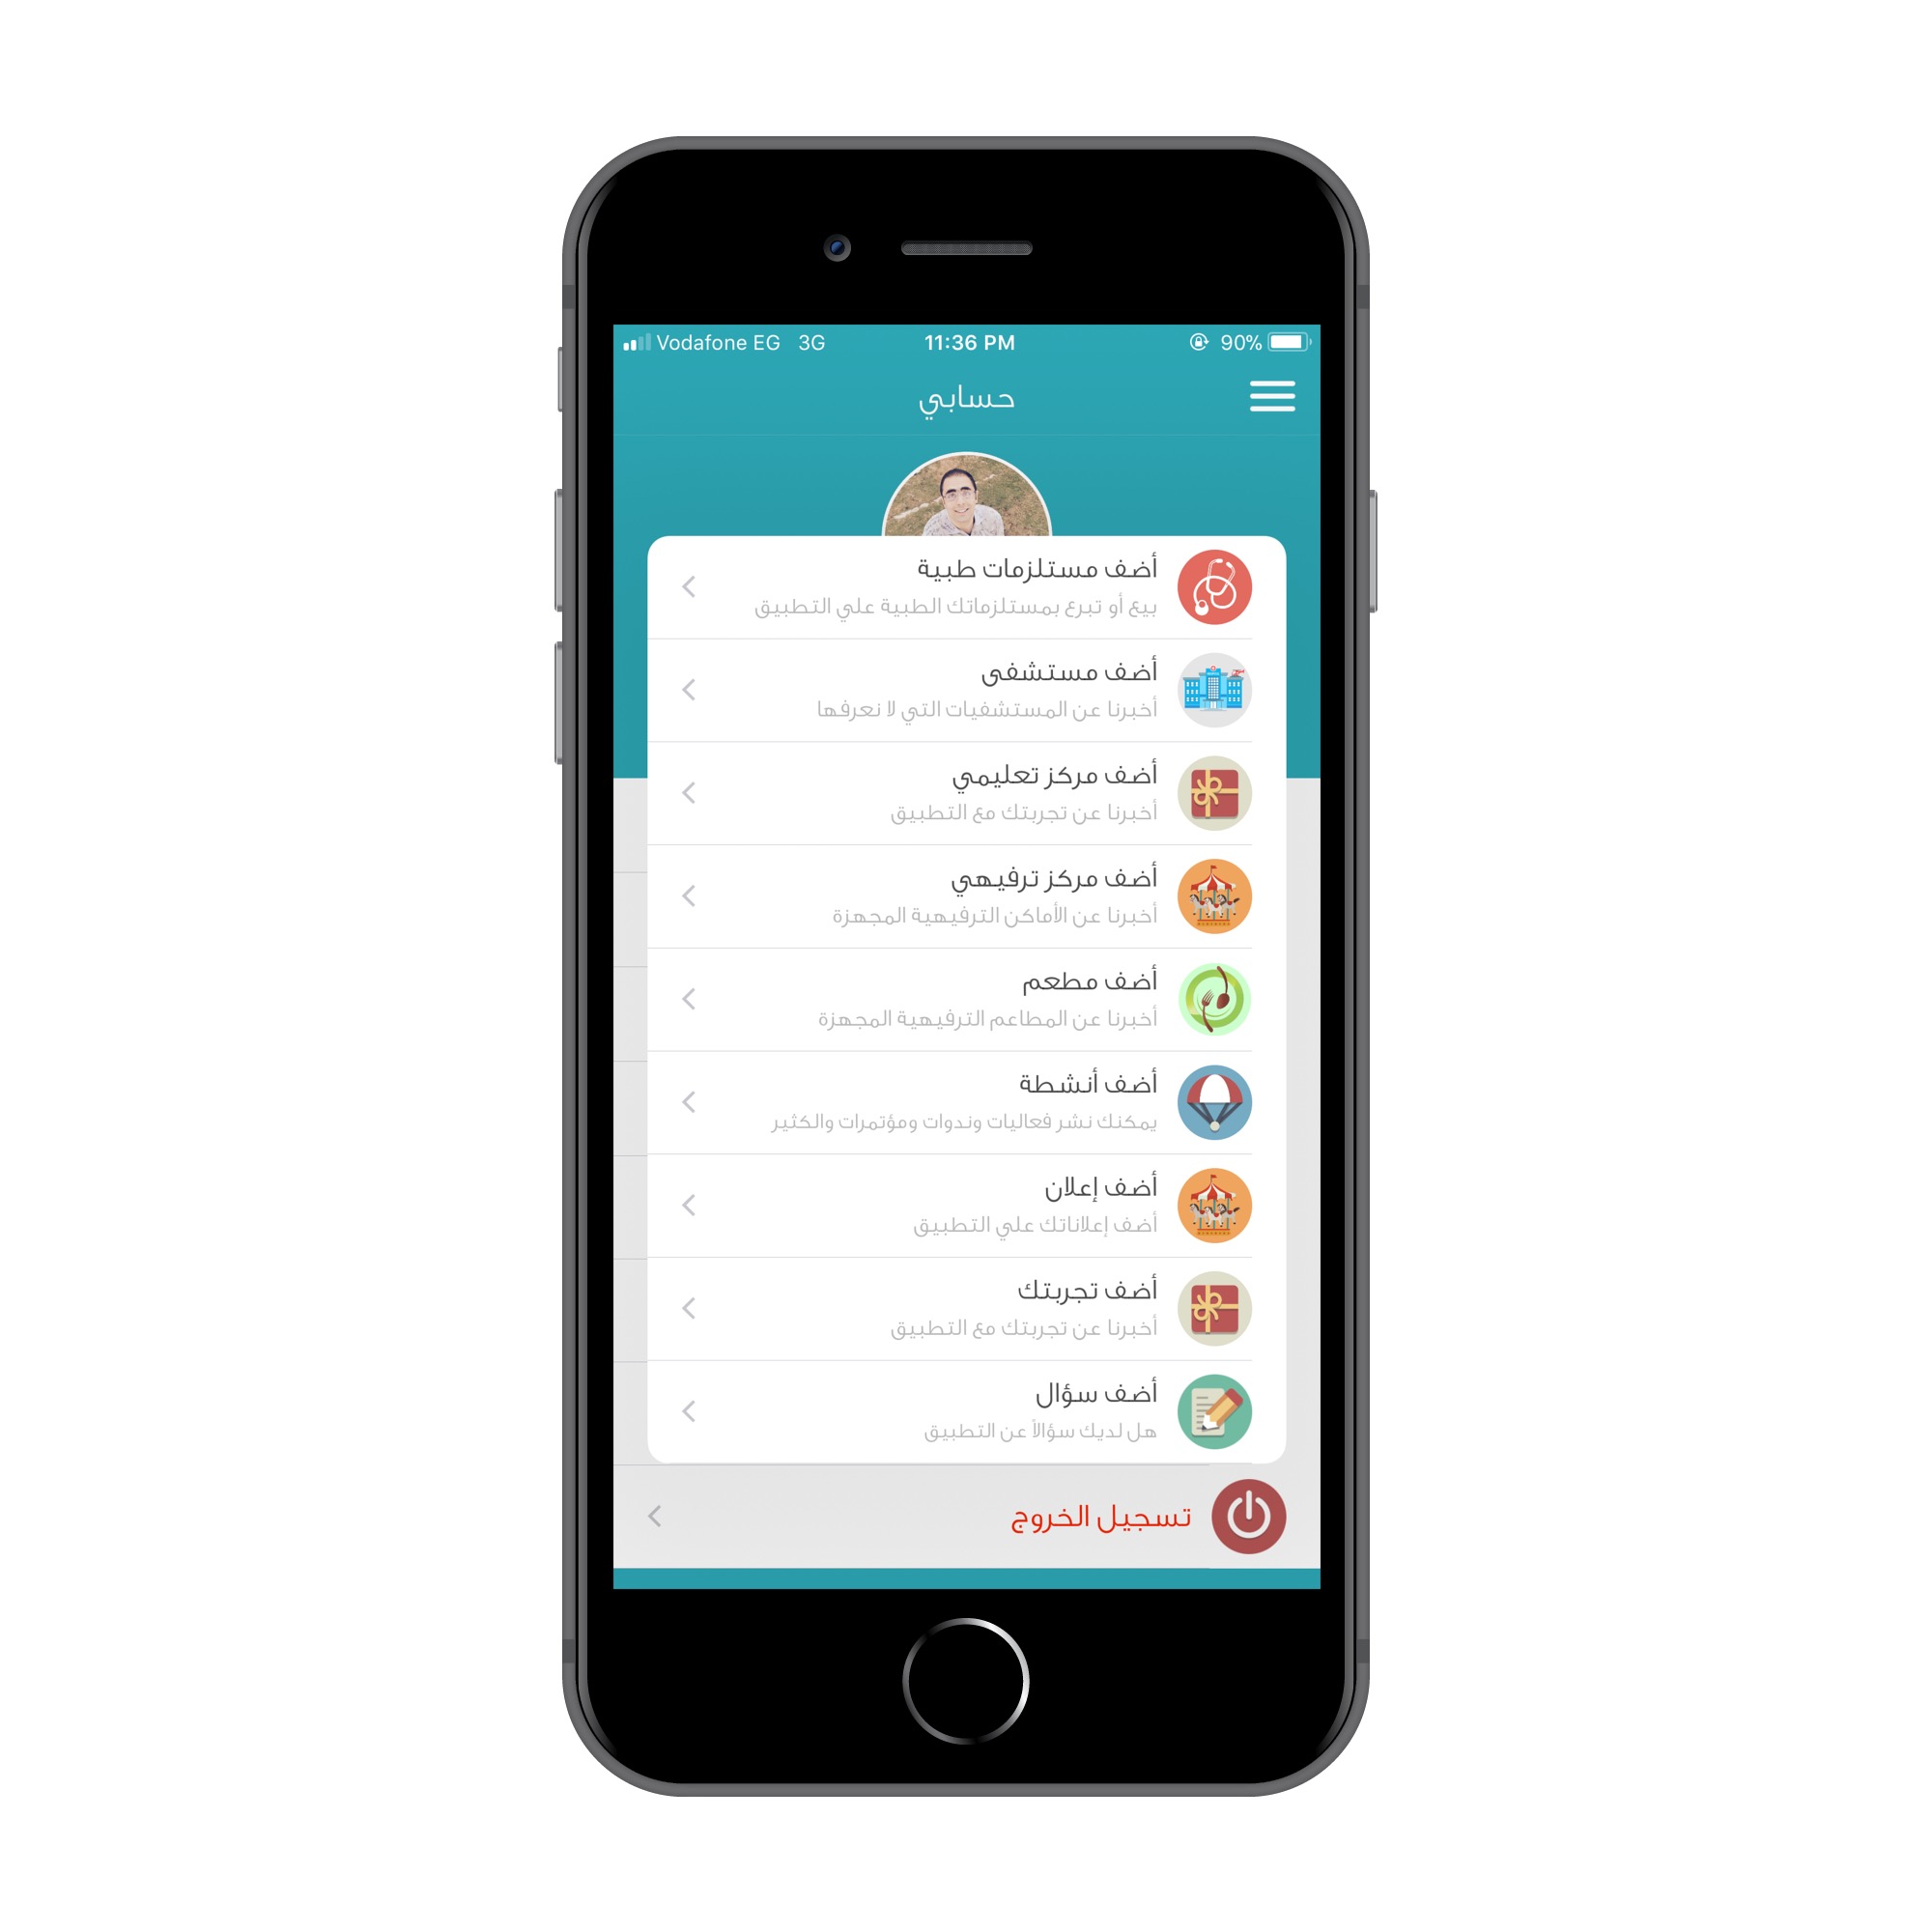 Vodafone EG 3G 11:36 PM 90%
حسابي
أضف مستلزمات طبية
بيع أو تبرع بمستلزماتك الطبية علي التطبيق
أضف مستشفى
أخبرنا عن المستشفيات التي لا نعرفها
أضف مركز تعليمي
أخبرنا عن تجربتك مع التطبيق
أضف مركز ترفيهي
أخبرنا عن الأماكن الترفيهية المجهزة
أضف مطعم
أخبرنا عن المطاعم الترفيهية المجهزة
أضف أنشطة
يمكنك نشر فعاليات وندوات ومؤتمرات والكثير
أضف إعلان
أضف إعلاناتك علي التطبيق
أضف تجربتك
أخبرنا عن تجربتك مع التطبيق
أضف سؤال
هل لديك سؤالاً عن التطبيق
تسجيل الخروج